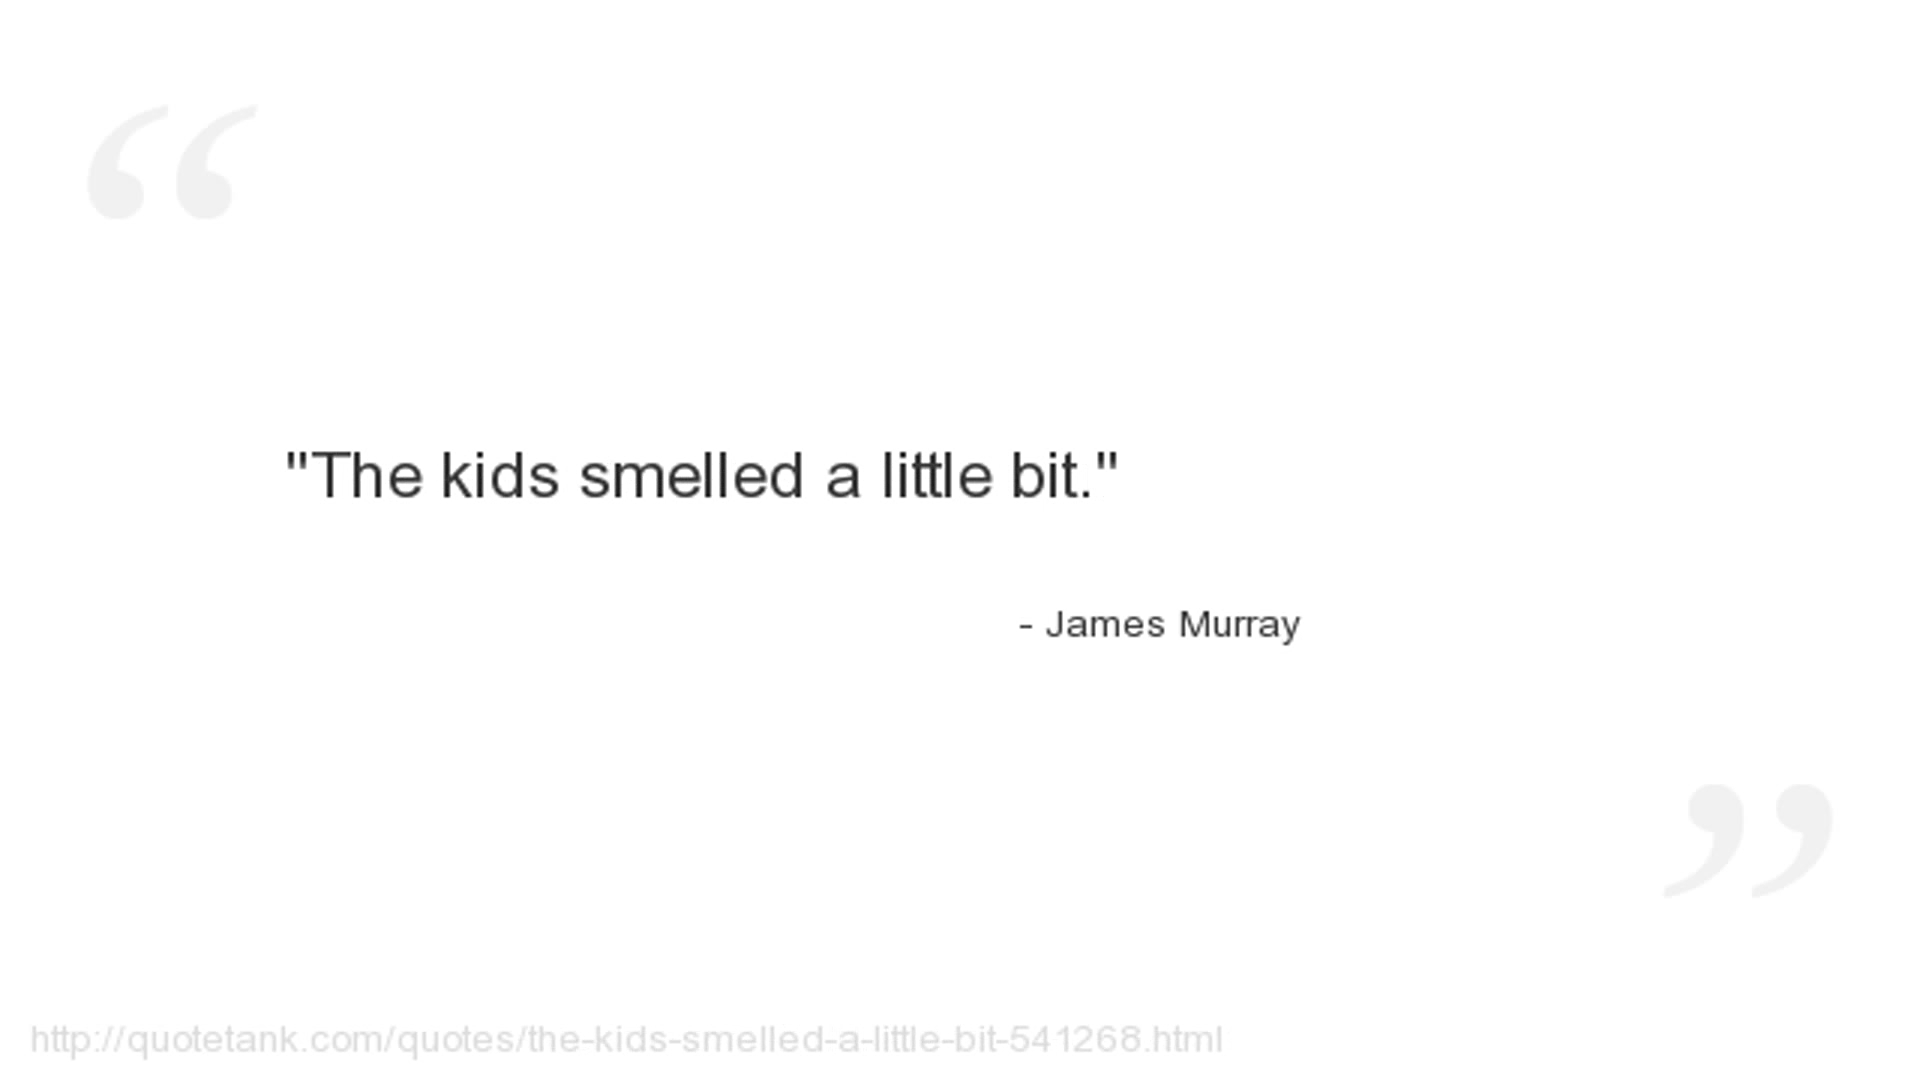 "The kids smelled a little bit."
- James Murray
http://quotetank.com/quotes/the-kids-smelled-a-little-bit-541268.html